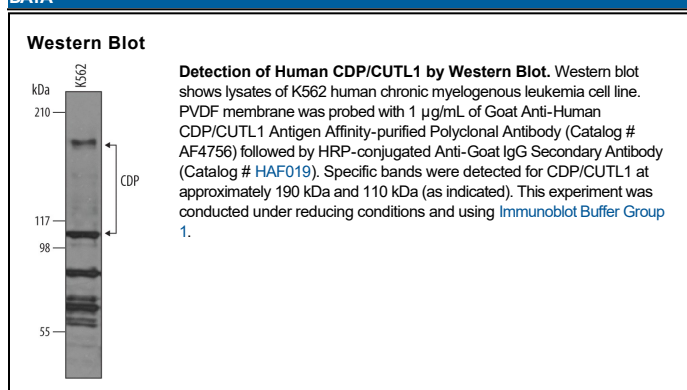 DATA
Western Blot
K562
kDa
210
CDP
117
98
55
Detection of Human CDP/CUTL1 by Western Blot. Western blot
shows lysates of K562 human chronic myelogenous leukemia cell line.
PVDF membrane was probed with 1 µg/mL of Goat Anti-Human
CDP/CUTL1 Antigen Affinity-purified Polyclonal Antibody (Catalog #
AF4756) followed by HRP-conjugated Anti-Goat IgG Secondary Antibody
(Catalog # HAF019). Specific bands were detected for CDP/CUTL1 at
approximately 190 kDa and 110 kDa (as indicated). This experiment was
conducted under reducing conditions and using Immunoblot Buffer Group
1.